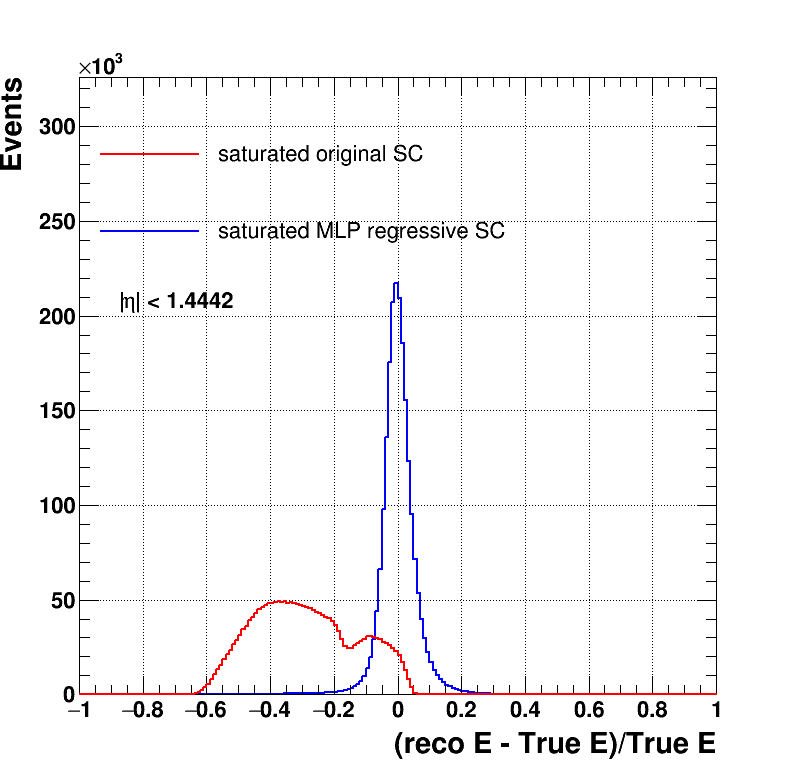 ×10³
Events
300
250
200
150
100
50
0
saturated original SC
saturated MLP regressive SC
|η| < 1.4442
−1 −0.8 −0.6 −0.4 −0.2 0 0.2 0.4 0.6 0.8 1
(reco E - True E)/True E